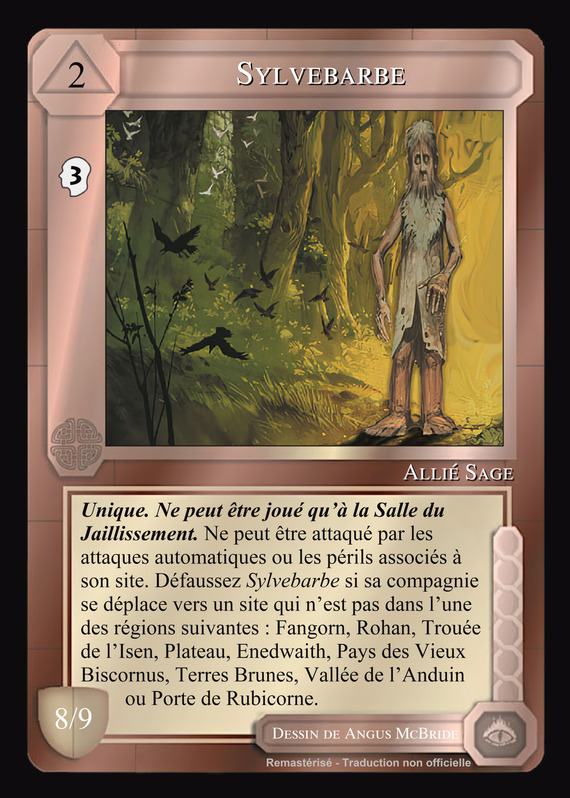 2
Sylvebarbe
3
Allié Sage
Unique. Ne peut être joué qu'à la Salle du
Jaillissement. Ne peut être attaqué par les
attaques automatiques ou les périls associés à
son site. Défaussez Sylvebarbe si sa compagnie
se déplace vers un site qui n'est pas dans l'une
des régions suivantes : Fangorn, Rohan, Trouée
de l'Isen, Plateau, Enedwaith, Pays des Vieux
Biscornus, Terres Brunes, Vallée de l'Anduin
ou Porte de Rubicorne.
8/9
Dessin de Angus McBride
Remastérisé - Traduction non officielle